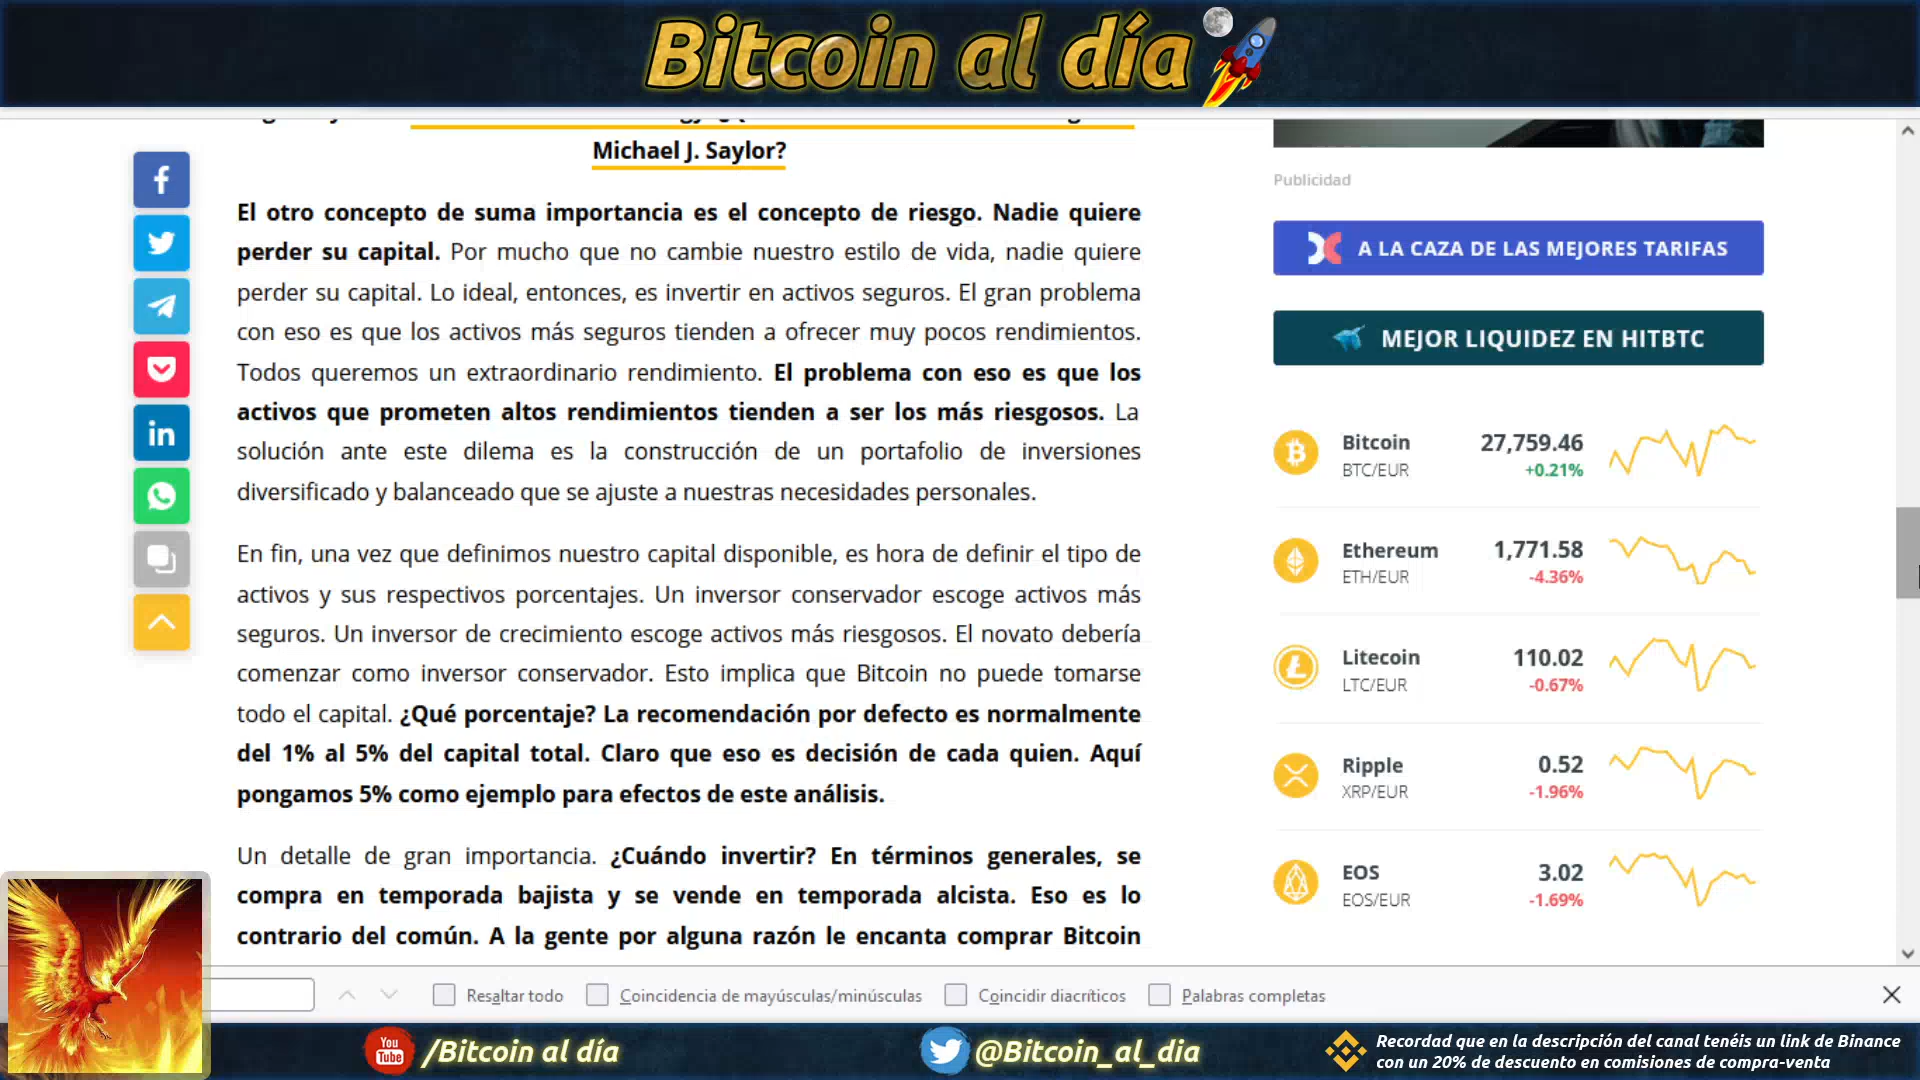 Bitcoin al día
Michael J. Saylor?
El otro concepto de suma importancia es el concepto de riesgo. Nadie quiere
perder su capital. Por mucho que no cambie nuestro estilo de vida, nadie quiere
perder su capital. Lo ideal, entonces, es invertir en activos seguros. El gran problema
con eso es que los activos más seguros tienden a ofrecer muy pocos rendimientos.
Todos queremos un extraordinario rendimiento. El problema con eso es que los
activos que prometen altos rendimientos tienden a ser los más riesgosos. La
solución ante este dilema es la construcción de un portafolio de inversiones
diversificado y balanceado que se ajuste a nuestras necesidades personales.
En fin, una vez que definimos nuestro capital disponible, es hora de definir el tipo de
activos y sus respectivos porcentajes. Un inversor conservador escoge activos más
seguros. Un inversor de crecimiento escoge activos más riesgosos. El novato debería
comenzar como inversor conservador. Esto implica que Bitcoin no puede tomarse
todo el capital. ¿Qué porcentaje? La recomendación por defecto es normalmente
del 1% al 5% del capital total. Claro que eso es decisión de cada quien. Aquí
pongamos 5% como ejemplo para efectos de este análisis.
Un detalle de gran importancia. ¿Cuándo invertir? En términos generales, se
compra en temporada bajista y se vende en temporada alcista. Eso es lo
contrario del común. A la gente por alguna razón le encanta comprar Bitcoin
Publicidad
A LA CAZA DE LAS MEJORES TARIFAS
MEJOR LIQUIDEZ EN HITBTC
Bitcoin 27,759.46
BTC/EUR +0.21%
Ethereum 1,771.58
ETH/EUR -4.36%
Litecoin 110.02
LTC/EUR -0.67%
Ripple 0.52
XRP/EUR -1.96%
EOS 3.02
EOS/EUR -1.69%
Resaltar todo Coincidencia de mayúsculas/minúsculas Coincidir diacríticos Palabras completas
You Tube /Bitcoin al día
@Bitcoin_al_dia
Recordad que en la descripción del canal tenéis un link de Binance
con un 20% de descuento en comisiones de compra-venta